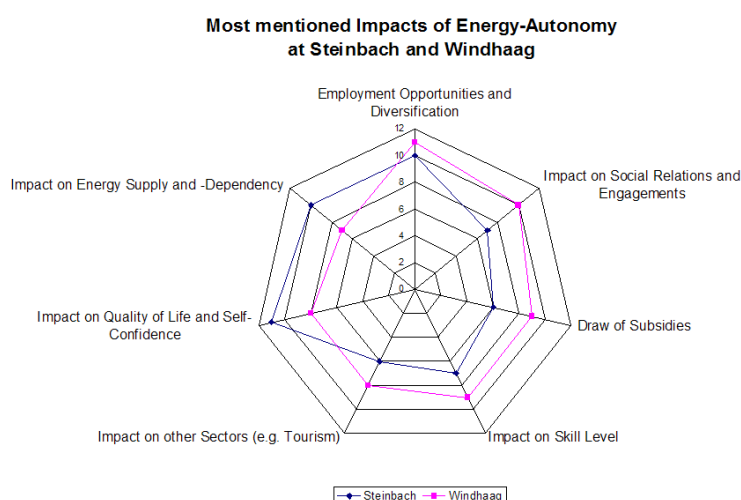 Most mentioned Impacts of Energy-Autonomy
at Steinbach and Windhaag
Employment Opportunities and
Diversification
12
10
8
6
4
2
0
Impact on Social Relations and
Engagements
Impact on Energy Supply and -Dependency
Draw of Subsidies
Impact on Quality of Life and Self-
Confidence
Impact on Skill Level
Impact on other Sectors (e.g. Tourism)
Steinbach Windhaag